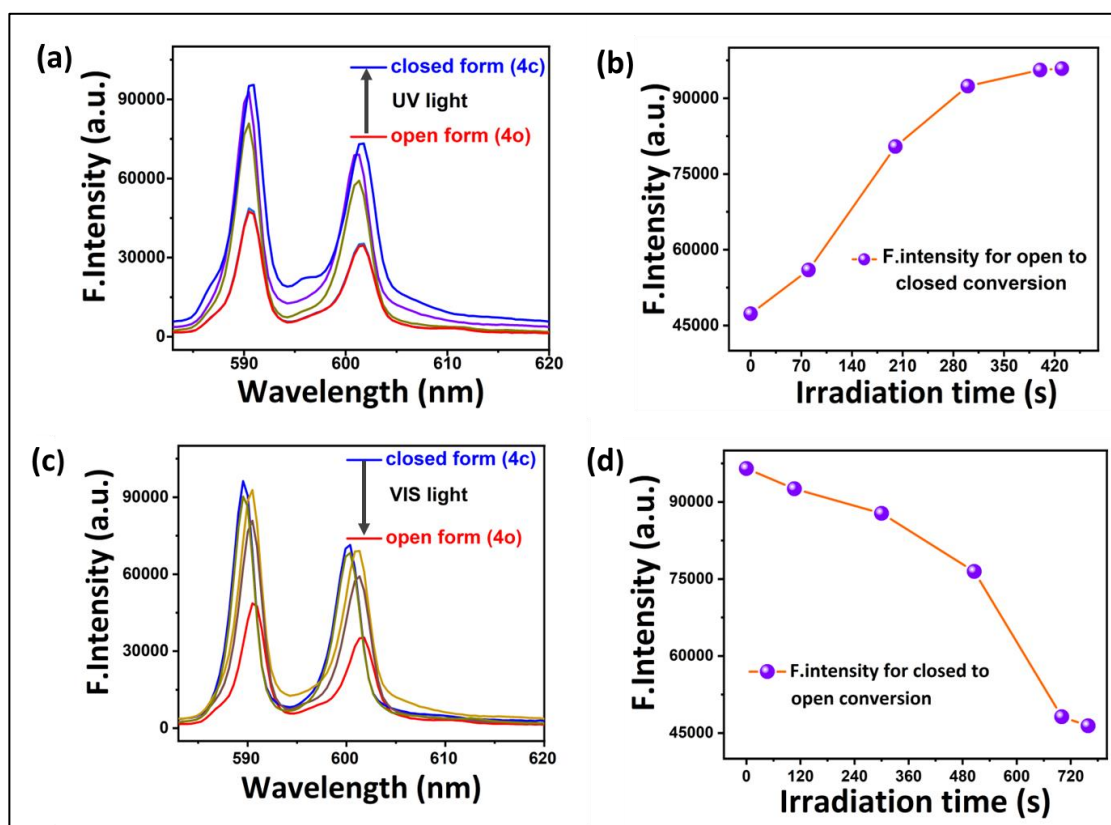 (a)
closed form (4c)
UV light
open form (4o)
F.Intensity (a.u.)
90000
60000
30000
0
590
600
610
620
Wavelength (nm)
(b)
F.Intensity (a.u.)
90000
75000
60000
45000
F.intensity for open to
closed conversion
0 70 140 210 280 350 420
Irradiation time (s)
(c)
closed form (4c)
VIS light
open form (4o)
F.Intensity (a.u.)
90000
60000
30000
0
590
600
610
620
Wavelength (nm)
(d)
F.Intensity (a.u.)
90000
75000
60000
45000
F.intensity for closed to
open conversion
0 120 240 360 480 600 720
Irradiation time (s)